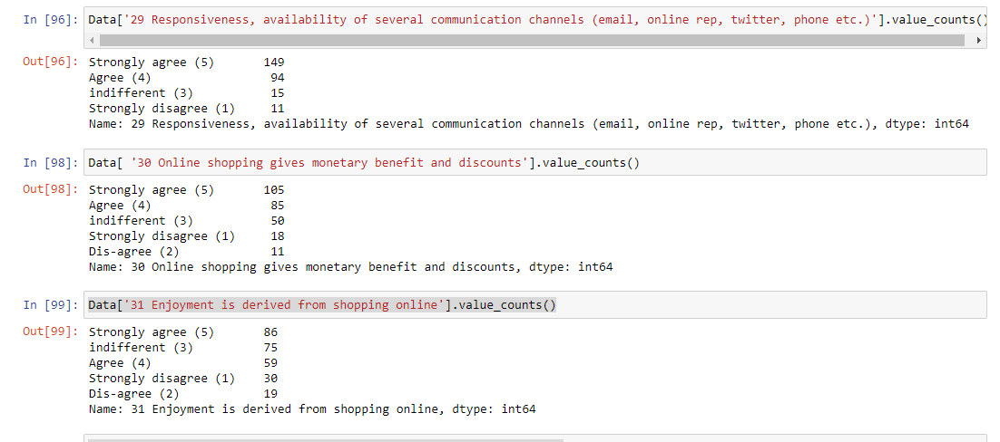 In [96]: Data['29 Responsiveness, availability of several communication channels (email, online rep, twitter, phone etc.)'].value_counts()
Out[96]: Strongly agree (5) 149
Agree (4) 94
indifferent (3) 15
Strongly disagree (1) 11
Name: 29 Responsiveness, availability of several communication channels (email, online rep, twitter, phone etc.), dtype: int64
In [98]: Data[ '30 Online shopping gives monetary benefit and discounts'].value_counts()
Out[98]: Strongly agree (5) 105
Agree (4) 85
indifferent (3) 50
Strongly disagree (1) 18
Dis-agree (2) 11
Name: 30 Online shopping gives monetary benefit and discounts, dtype: int64
In [99]: Data['31 Enjoyment is derived from shopping online'].value_counts()
Out[99]: Strongly agree (5) 86
indifferent (3) 75
Agree (4) 59
Strongly disagree (1) 30
Dis-agree (2) 19
Name: 31 Enjoyment is derived from shopping online, dtype: int64